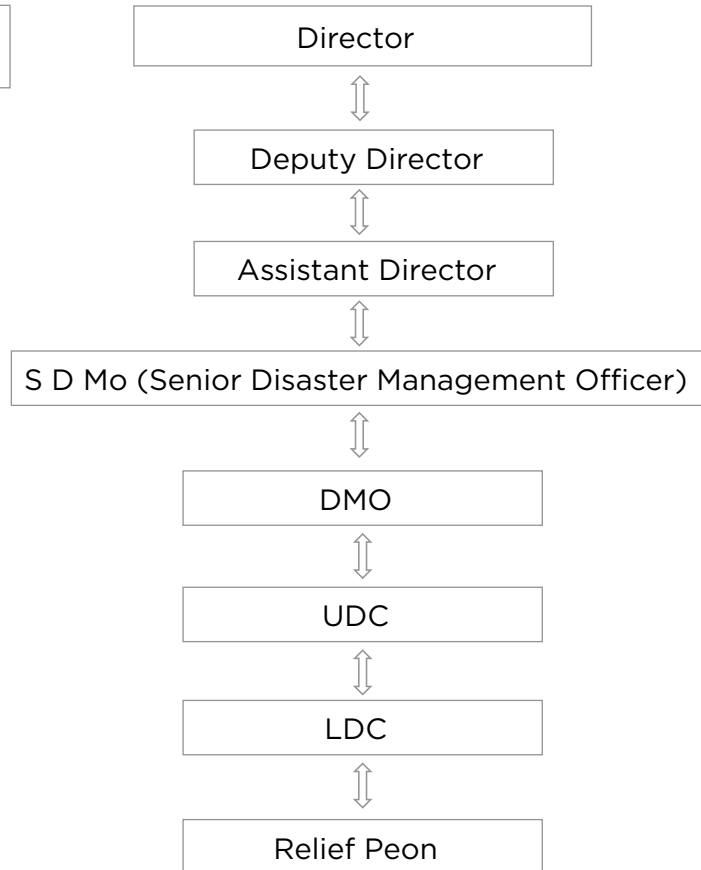 Director
Deputy Director
Assistant Director
S D Mo (Senior Disaster Management Officer)
DMO
UDC
LDC
Relief Peon